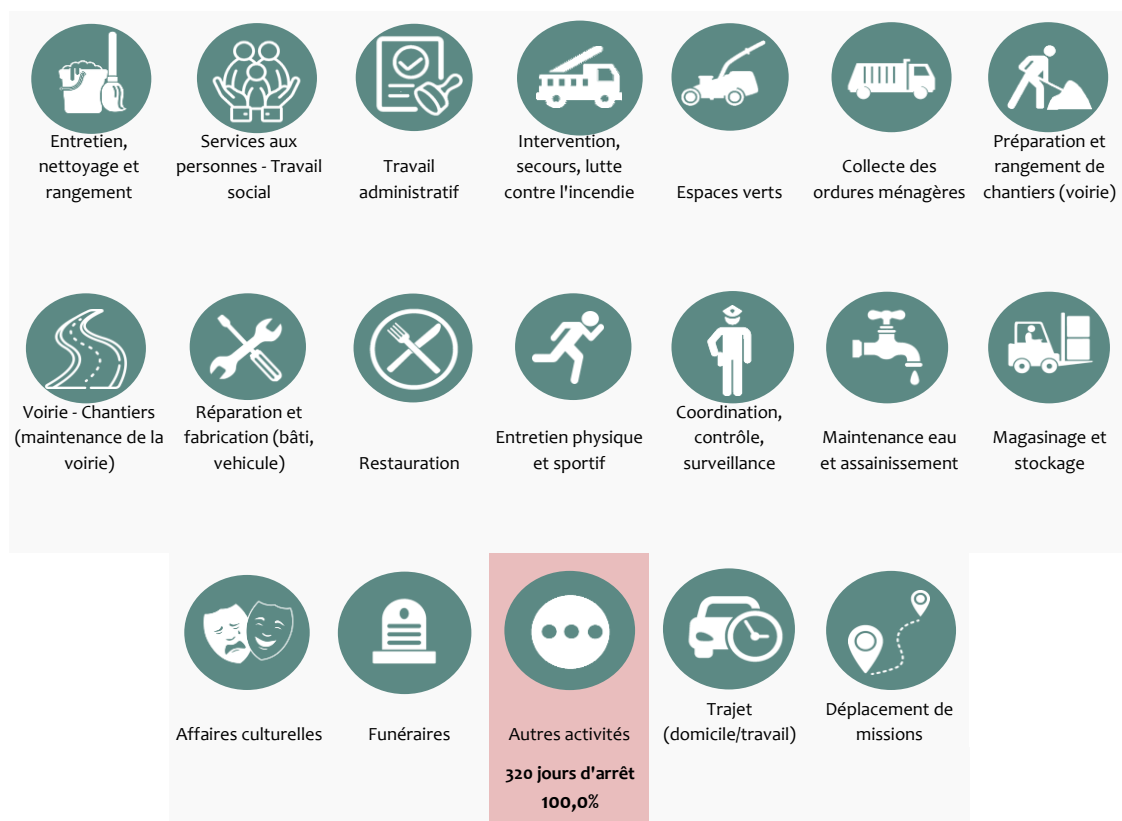 Entretien,
nettoyage et
rangement
Services aux
personnes - Travail
social
Travail
administratif
Intervention,
secours, lutte
contre l'incendie
Espaces verts
Collecte des
ordures ménagères
Préparation et
rangement de
chantiers (voirie)
Voirie - Chantiers
(maintenance de la
voirie)
Réparation et
fabrication (bâti,
vehicule)
Restauration
Entretien physique
et sportif
Coordination,
contrôle,
surveillance
Maintenance eau
et assainissement
Magasinage et
stockage
Affaires culturelles
Funéraires
Autres activités
320 jours d'arrêt
100,0%
Trajet
(domicile/travail)
Déplacement de
missions